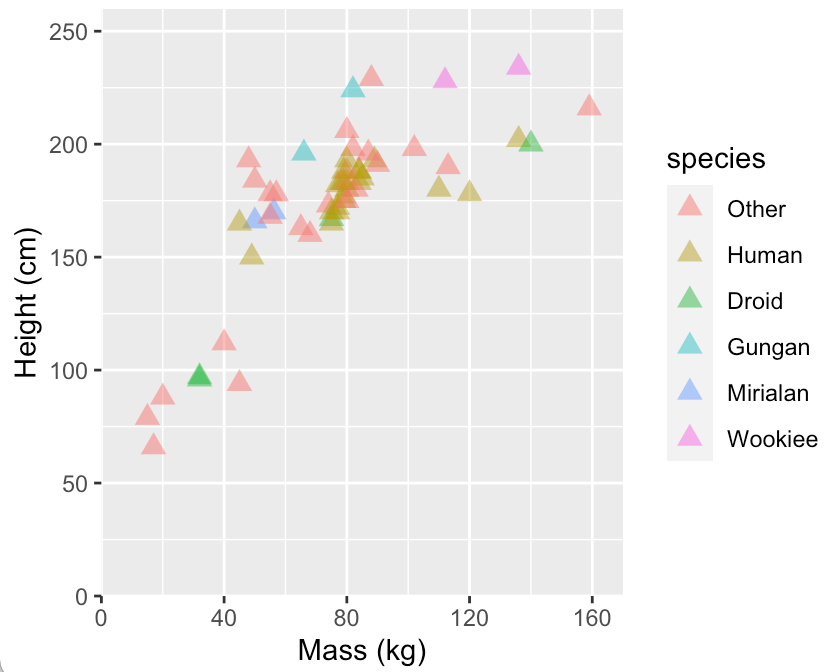 250
200
150
100
50
0
0 40 80 120 160
Height (cm)
Mass (kg)
species
Other
Human
Droid
Gungan
Mirialan
Wookiee